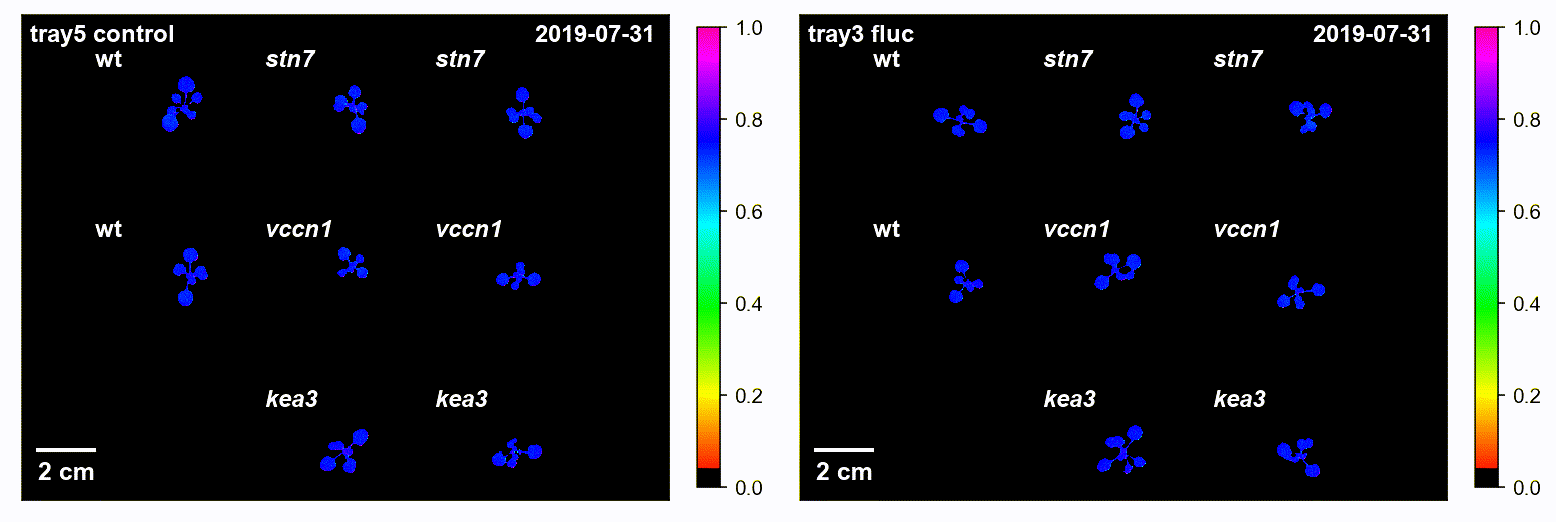 tray5 control 2019-07-31
wt stn7 stn7
wt vccn1 vccn1
kea3 kea3
2 cm
1.0
0.8
0.6
0.4
0.2
0.0
tray3 fluc 2019-07-31
wt stn7 stn7
wt vccn1 vccn1
kea3 kea3
2 cm
1.0
0.8
0.6
0.4
0.2
0.0